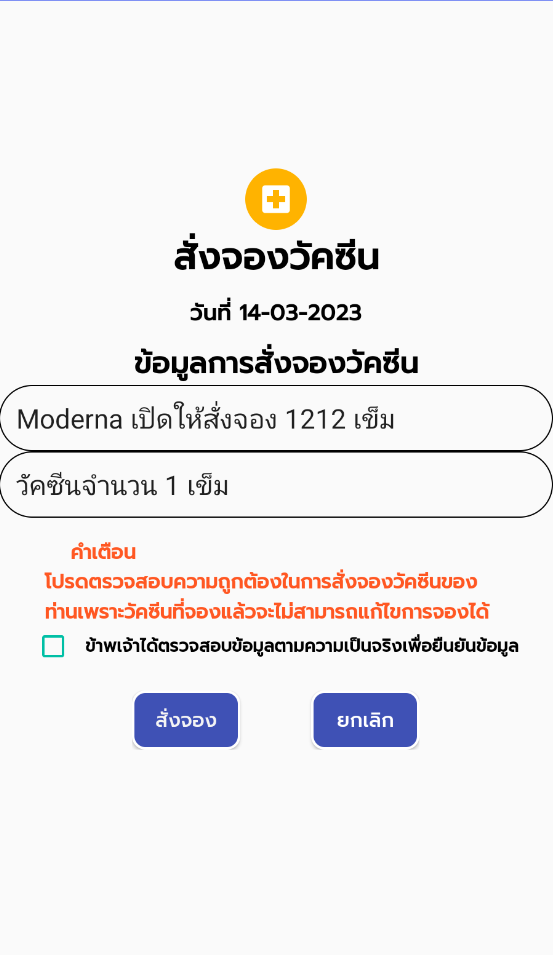 สั่งจองวัคซีน
วันที่ 14-03-2023
ข้อมูลการสั่งจองวัคซีน
Moderna เปิดให้สั่งจอง 1212 เข็ม
วัคซีนจำนวน 1 เข็ม
คำเตือน
โปรดตรวจสอบความถูกต้องในการสั่งจองวัคซีนของ
ท่านเพราะวัคซีนที่จองแล้วจะไม่สามารถแก้ไขการจองได้
ข้าพเจ้าได้ตรวจสอบข้อมูลตามความเป็นจริงเพื่อยืนยันข้อมูล
สั่งจอง
ยกเลิก